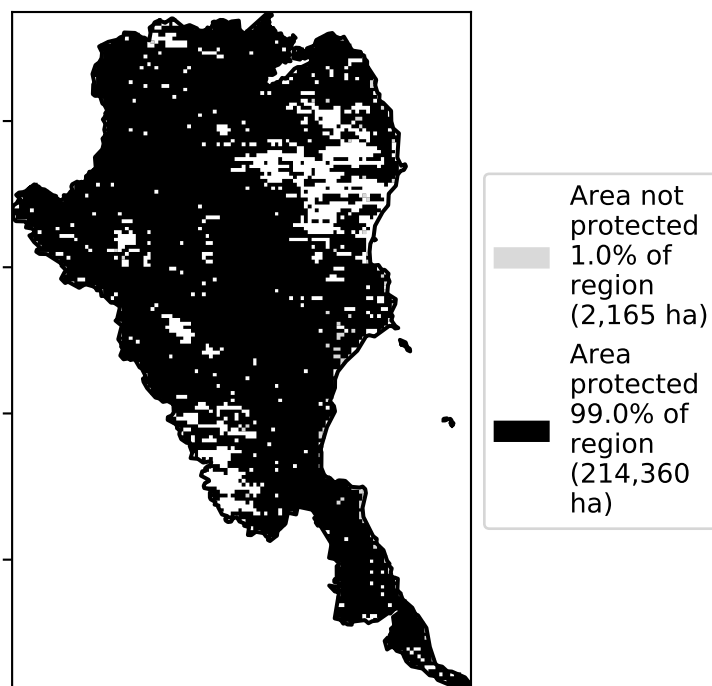 Area not
protected
1.0% of
region
(2,165 ha)
Area
protected
99.0% of
region
(214,360
ha)